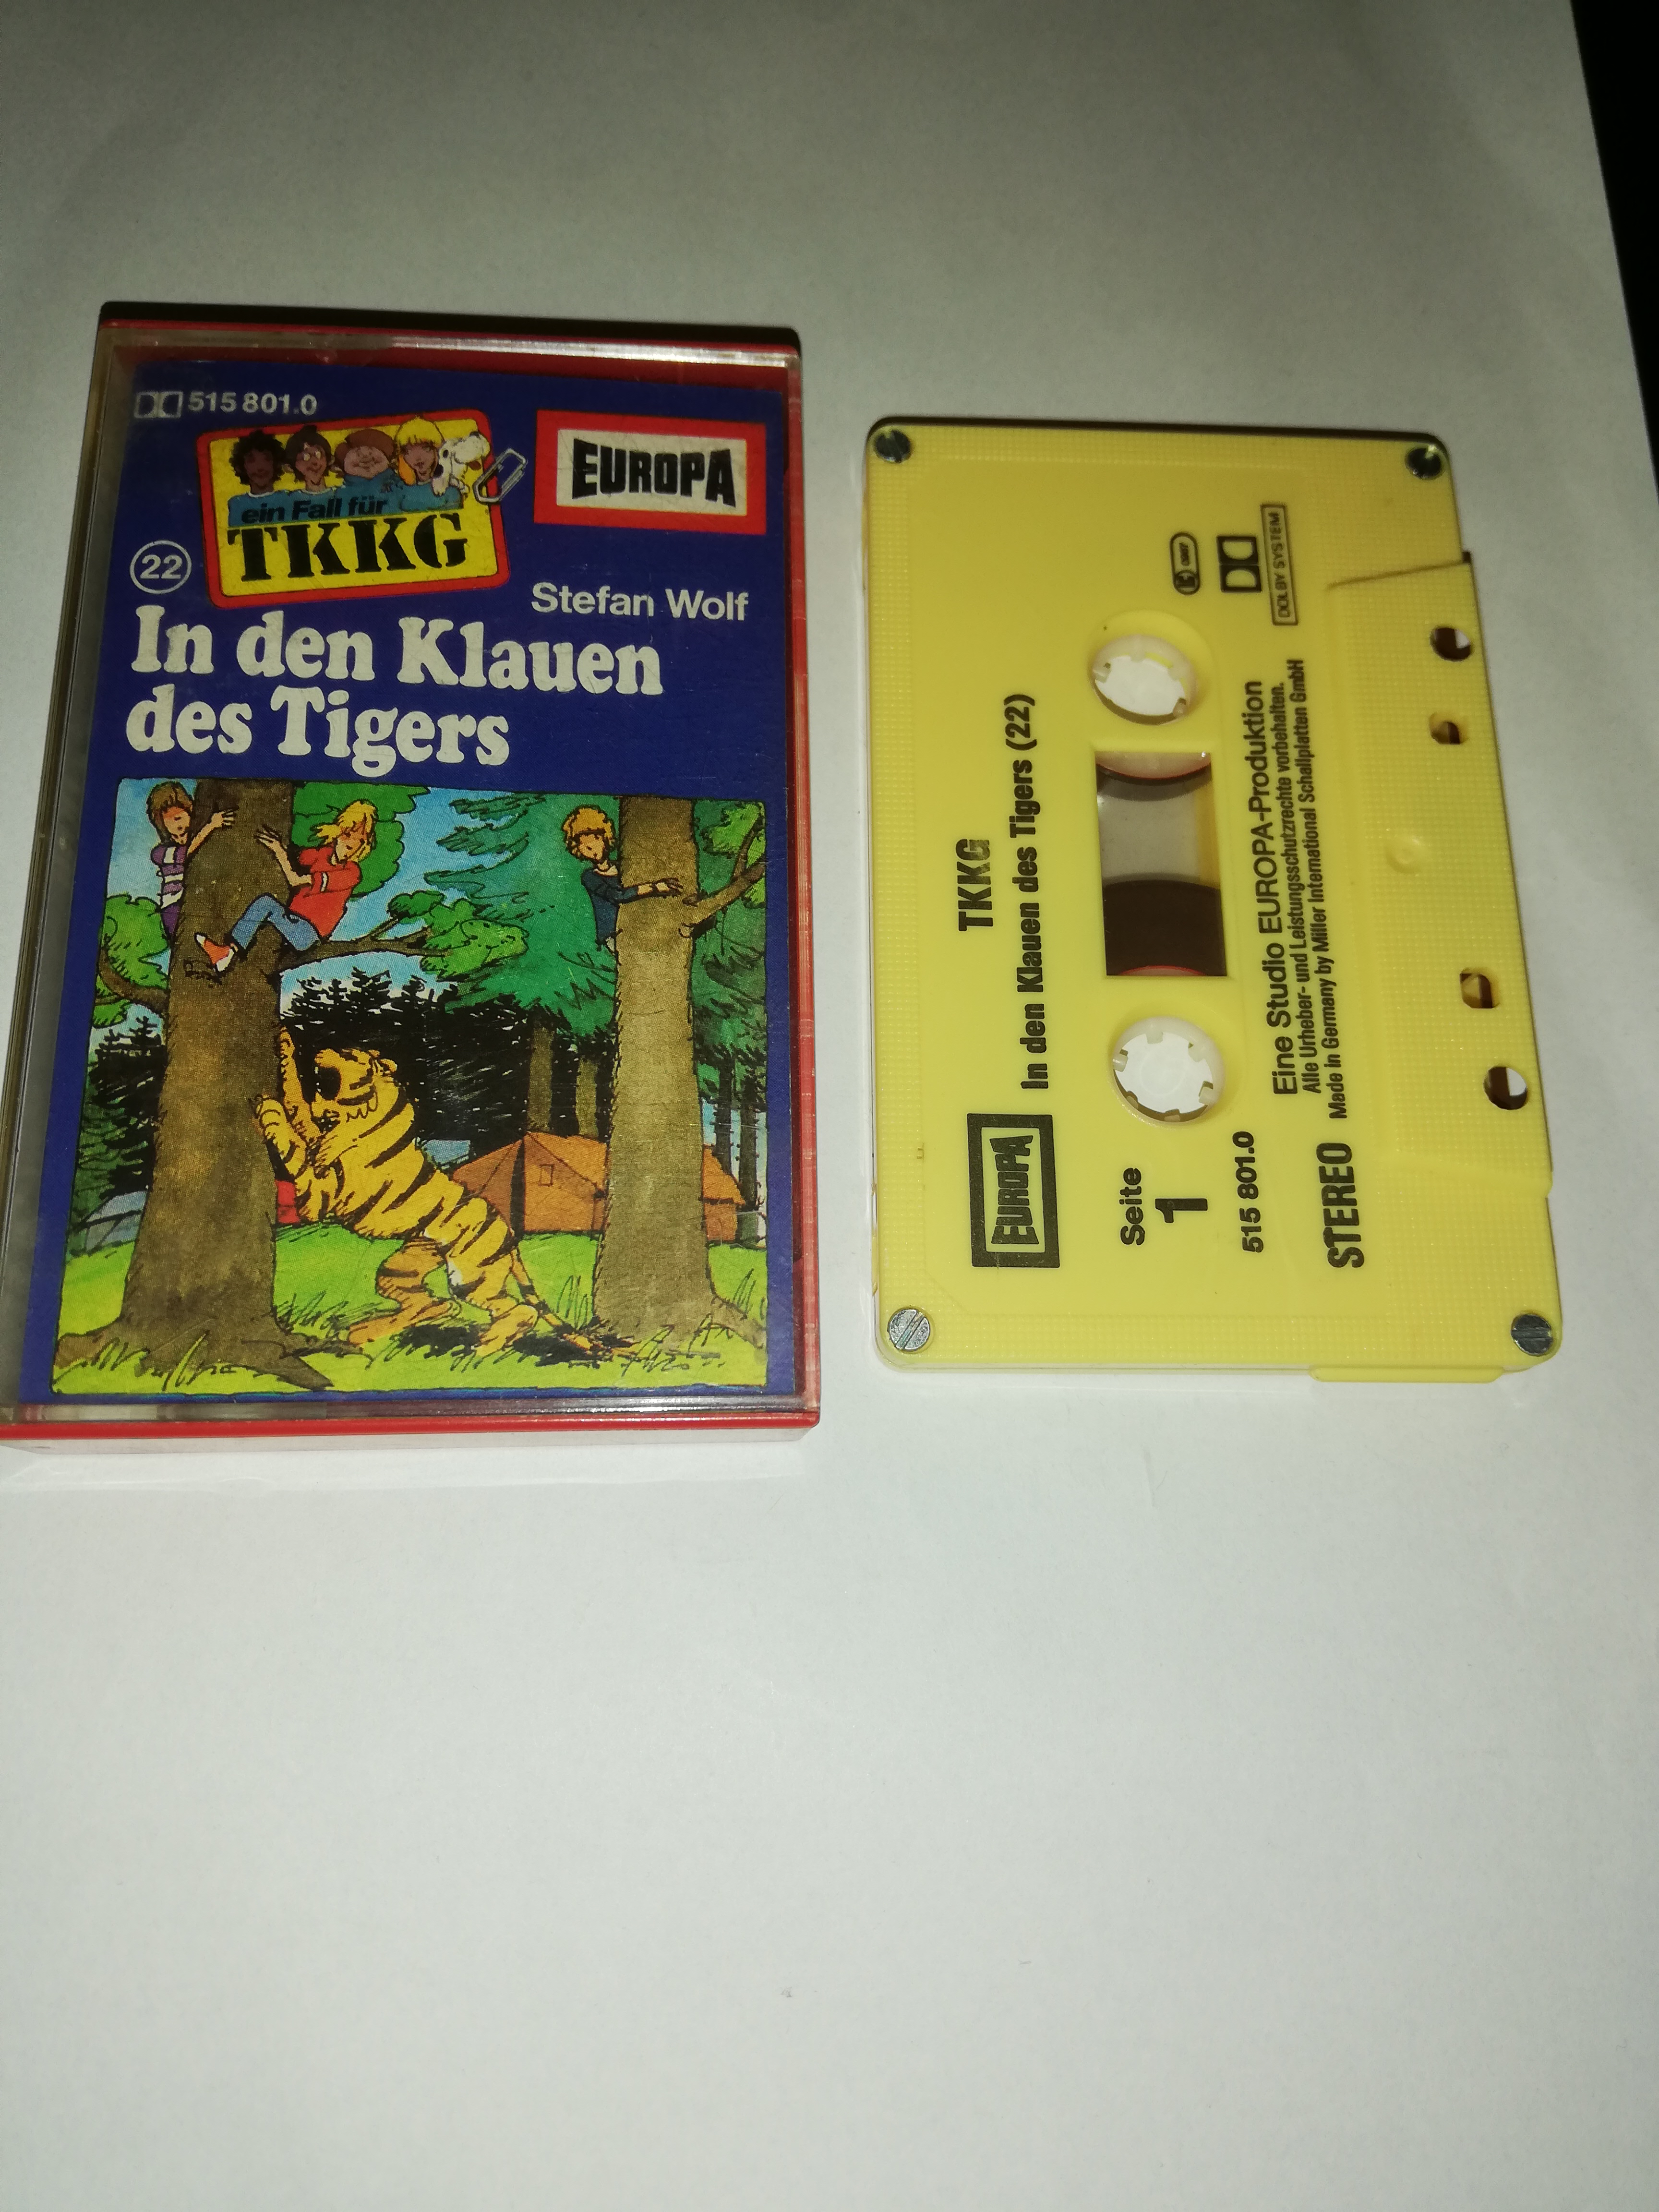 515 801.0
ein Fall für
TKKG
EUROPA
22
Stefan Wolf
In den Klauen
des Tigers
EUROPA
TKKG
In den Klauen des Tigers (22)
Seite
1
515 801.0
STEREO
DOLBY SYSTEM
Eine Studio EUROPA-Produktion
Alle Urheber- und Leistungsschutzrechte vorbehalten.
Made in Germany by Miller International Schallplatten GmbH